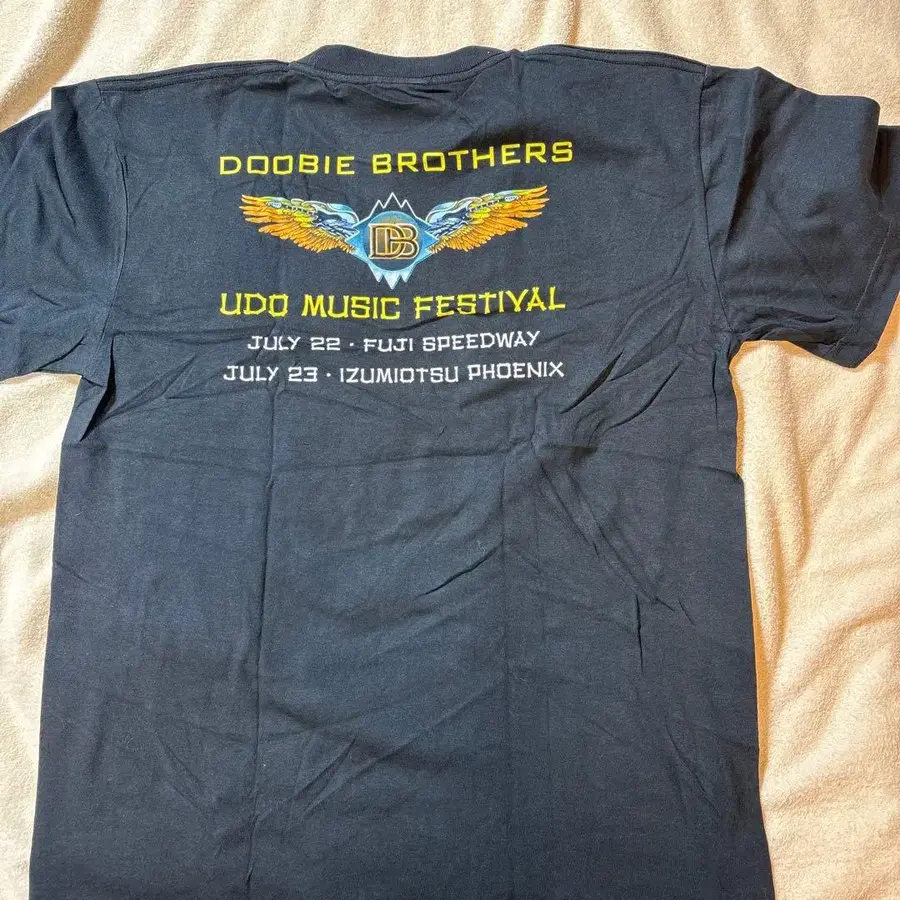 DOOBIE BROTHERS
DB
UDO MUSIC FESTIVAL
JULY 22 · FUJI SPEEDWAY
JULY 23 · IZUMIOTSU PHOENIX